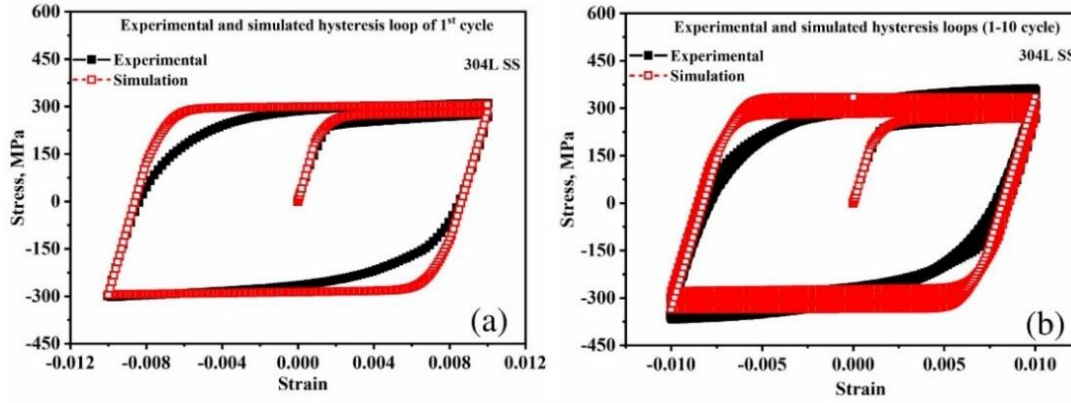 Experimental and simulated hysteresis loop of 1st cycle
Experimental
Simulation
304L SS
600
450
300
150
0
-150
-300
-450
Stress, MPa
-0.012
-0.008
-0.004
0.000
0.004
0.008
0.012
Strain
(a)
Experimental and simulated hysteresis loops (1-10 cycle)
Experimental
Simulation
304L SS
600
450
300
150
0
-150
-300
-450
Stress, MPa
-0.010
-0.005
0.000
0.005
0.010
Strain
(b)